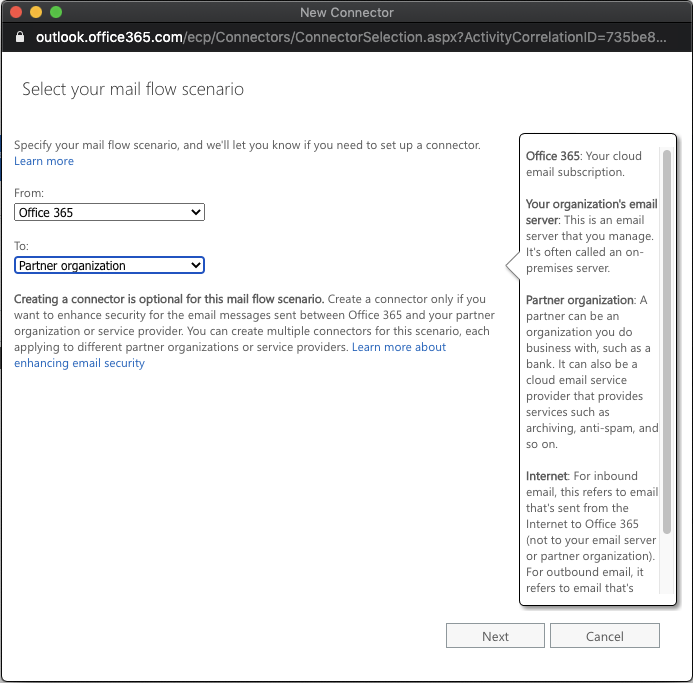 New Connector
outlook.office365.com/ecp/Connectors/ConnectorSelection.aspx?ActivityCorrelationID=735be8...
Select your mail flow scenario
Specify your mail flow scenario, and we'll let you know if you need to set up a connector.
Learn more
From:
Office 365
To:
Partner organization
Creating a connector is optional for this mail flow scenario. Create a connector only if you
want to enhance security for the email messages sent between Office 365 and your partner
organization or service provider. You can create multiple connectors for this scenario, each
applying to different partner organizations or service providers. Learn more about
enhancing email security
Office 365: Your cloud
email subscription.
Your organization's email
server: This is an email
server that you manage.
It's often called an on-
premises server.
Partner organization: A
partner can be an
organization you do
business with, such as a
bank. It can also be a
cloud email service
provider that provides
services such as
archiving, anti-spam, and
so on.
Internet: For inbound
email, this refers to email
that's sent from the
Internet to Office 365
(not to your email server
or partner organization).
For outbound email, it
refers to email that's
Next
Cancel